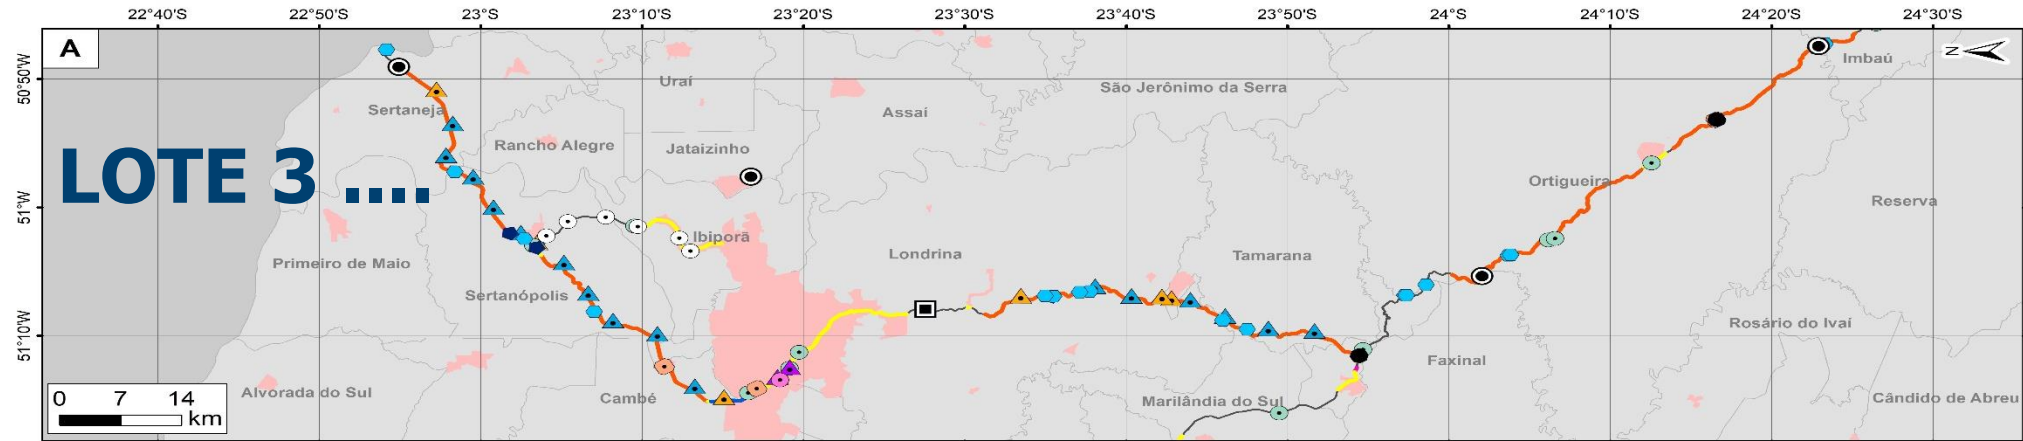 22°40'S 22°50'S 23°S 23°10'S 23°20'S 23°30'S 23°40'S 23°50'S 24°S 24°10'S 24°20'S 24°30'S
A
N
50°50'W
51°W
51°10'W
Imbaú
Uraí
São Jerônimo da Serra
Sertaneja
Assaí
Rancho Alegre
Jataizinho
LOTE 3 ....
Ortigueira
Reserva
Ibiporã
Londrina
Tamarana
Primeiro de Maio
Sertanópolis
Rosário do Ivaí
Faxinal
Alvorada do Sul
Cambé
Marilândia do Sul
Cândido de Abreu
0 7 14
km